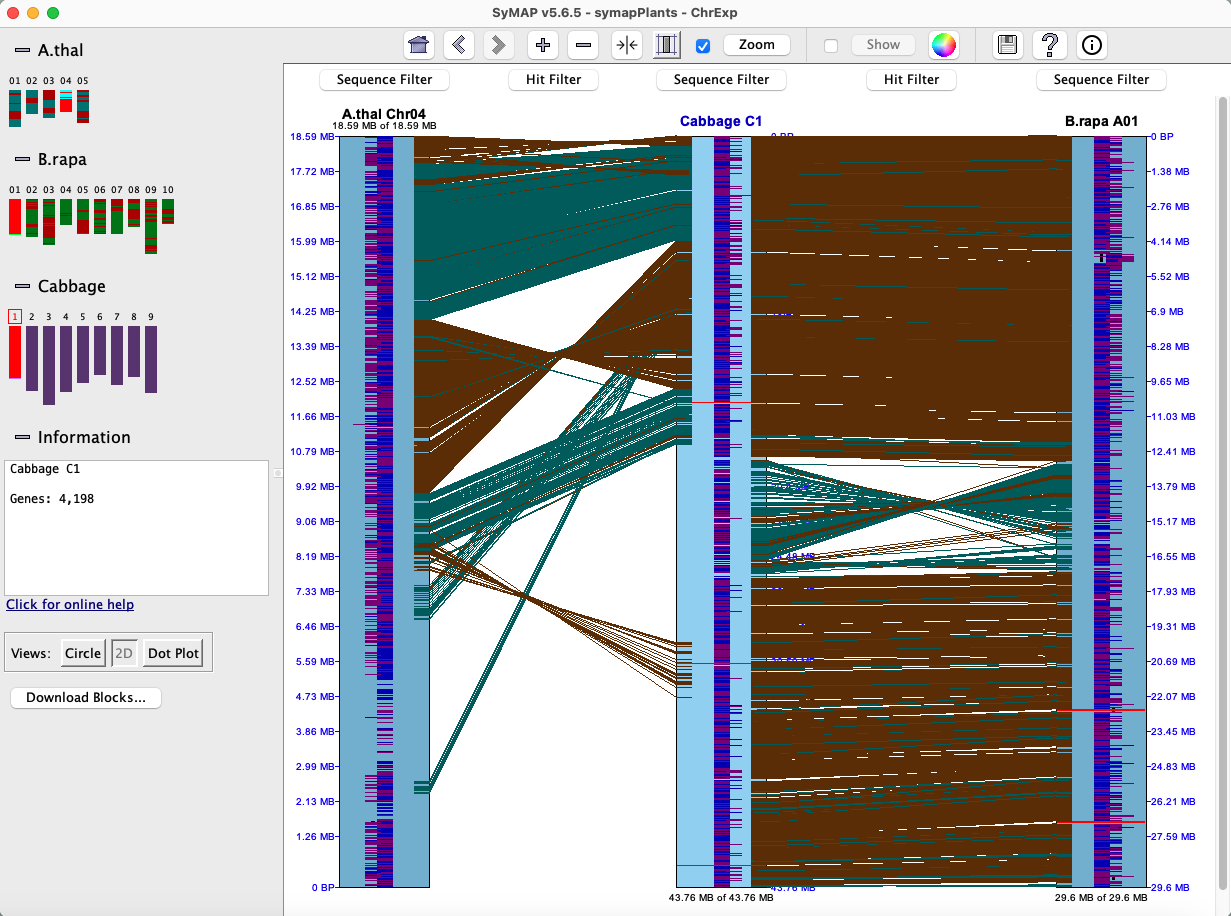 SyMAP v5.6.5 - symapPlants - ChrExp
Zoom
Show
A.thal
01 02 03 04 05
B.rapa
01 02 03 04 05 06 07 08 09 10
Cabbage
1 2 3 4 5 6 7 8 9
Information
Cabbage C1
Genes: 4,198
Click for online help
Views: Circle 2D Dot Plot
Download Blocks...
Sequence Filter Hit Filter Sequence Filter Hit Filter Sequence Filter
A.thal Chr04
18.59 MB of 18.59 MB
Cabbage C1
B.rapa A01
18.59 MB
17.72 MB
16.85 MB
15.99 MB
15.12 MB
14.25 MB
13.39 MB
12.52 MB
11.66 MB
10.79 MB
9.92 MB
9.06 MB
8.19 MB
7.33 MB
6.46 MB
5.59 MB
4.73 MB
3.86 MB
2.99 MB
2.13 MB
1.26 MB
0 BP
43.76 MB of 43.76 MB
0 BP
1.38 MB
2.76 MB
4.14 MB
5.52 MB
6.9 MB
8.28 MB
9.65 MB
11.03 MB
12.41 MB
13.79 MB
15.17 MB
16.55 MB
17.93 MB
19.31 MB
20.69 MB
22.07 MB
23.45 MB
24.83 MB
26.21 MB
27.59 MB
29.6 MB
29.6 MB of 29.6 MB